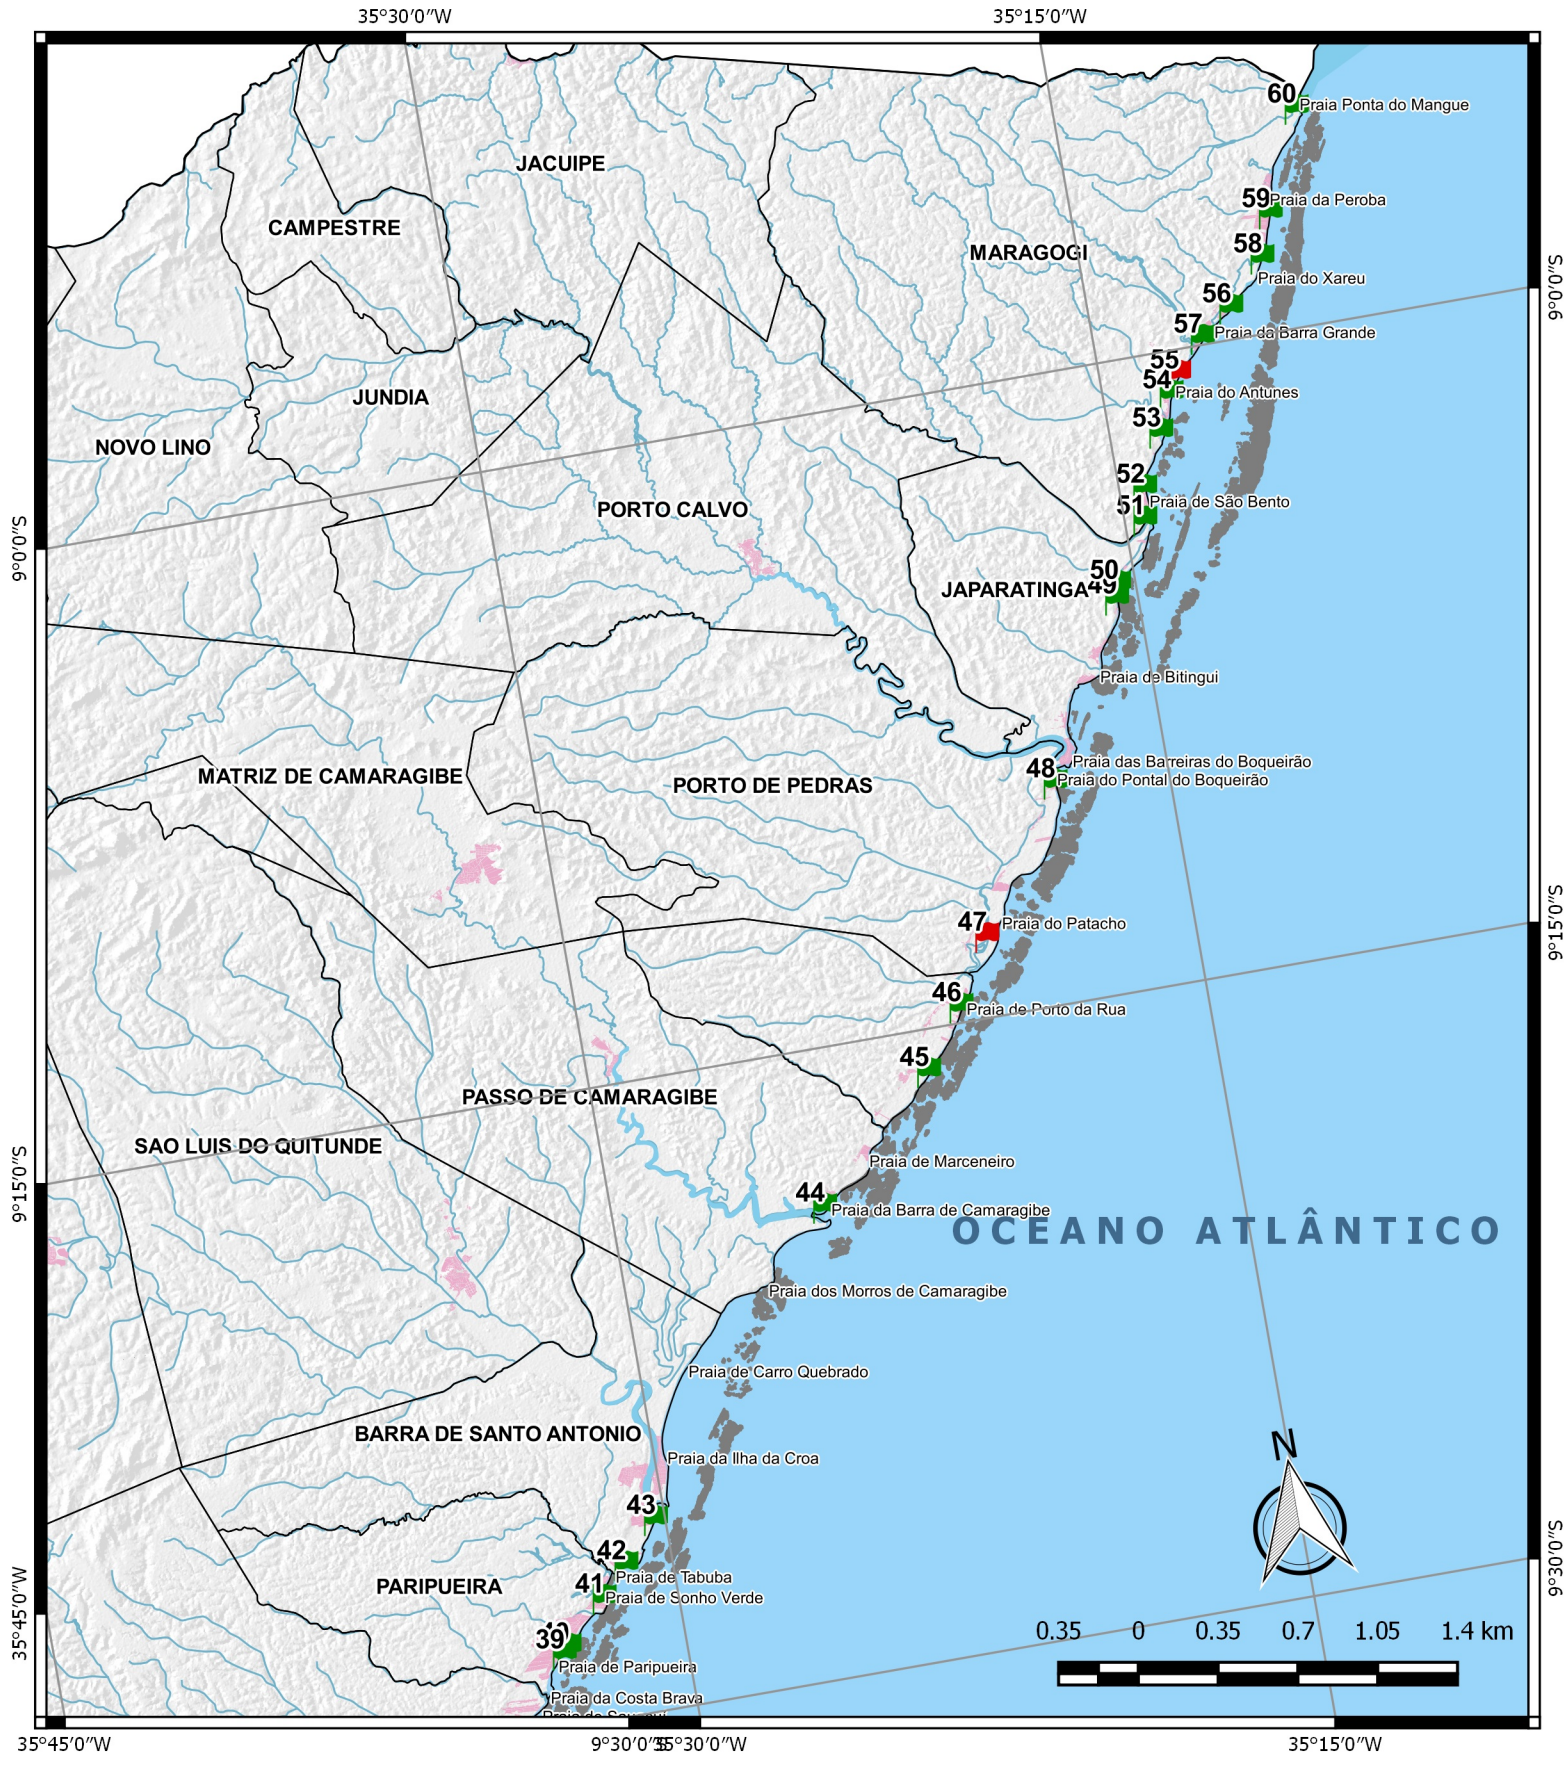 35°30′0″W
35°15′0″W
60
Praia Ponta do Mangue
JACUIPE
59
Praia da Peroba
CAMPESTRE
58
MARAGOGI
Praia do Xareu
56
9°0′0″S
57
Praia da Barra Grande
55
54
Praia do Antunes
JUNDIA
53
NOVO LINO
52
51
Praia de São Bento
PORTO CALVO
9°0′0″S
50
JAPARATINGA
49
Praia de Bitingui
Praia das Barreiras do Boqueirão
48
Praia do Pontal do Boqueirão
MATRIZ DE CAMARAGIBE
PORTO DE PEDRAS
47
Praia do Patacho
9°15′0″S
46
Praia de Porto da Rua
45
PASSO DE CAMARAGIBE
SAO LUIS DO QUITUNDE
Praia de Marceneiro
9°15′0″S
44
Praia da Barra de Camaragibe
OCEANO ATLÂNTICO
Praia dos Morros de Camaragibe
Praia de Carro Quebrado
BARRA DE SANTO ANTONIO
N
Praia da Ilha da Croa
43
42
Praia de Tabuba
9°30′0″S
41
PARIPUEIRA
Praia de Sonho Verde
35°45′0″W
39
0.35 0 0.35 0.7 1.05 1.4 km
Praia de Paripueira
Praia da Costa Brava
35°45′0″W
9°30′0″S
35°30′0″W
35°15′0″W